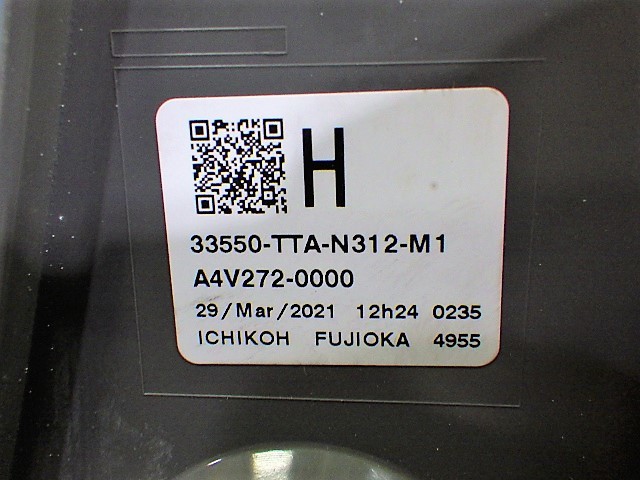 H
33550-TTA-N312-M1
A4V272-0000
29/Mar/2021 12h24 0235
ICHIKOH FUJIOKA 4955